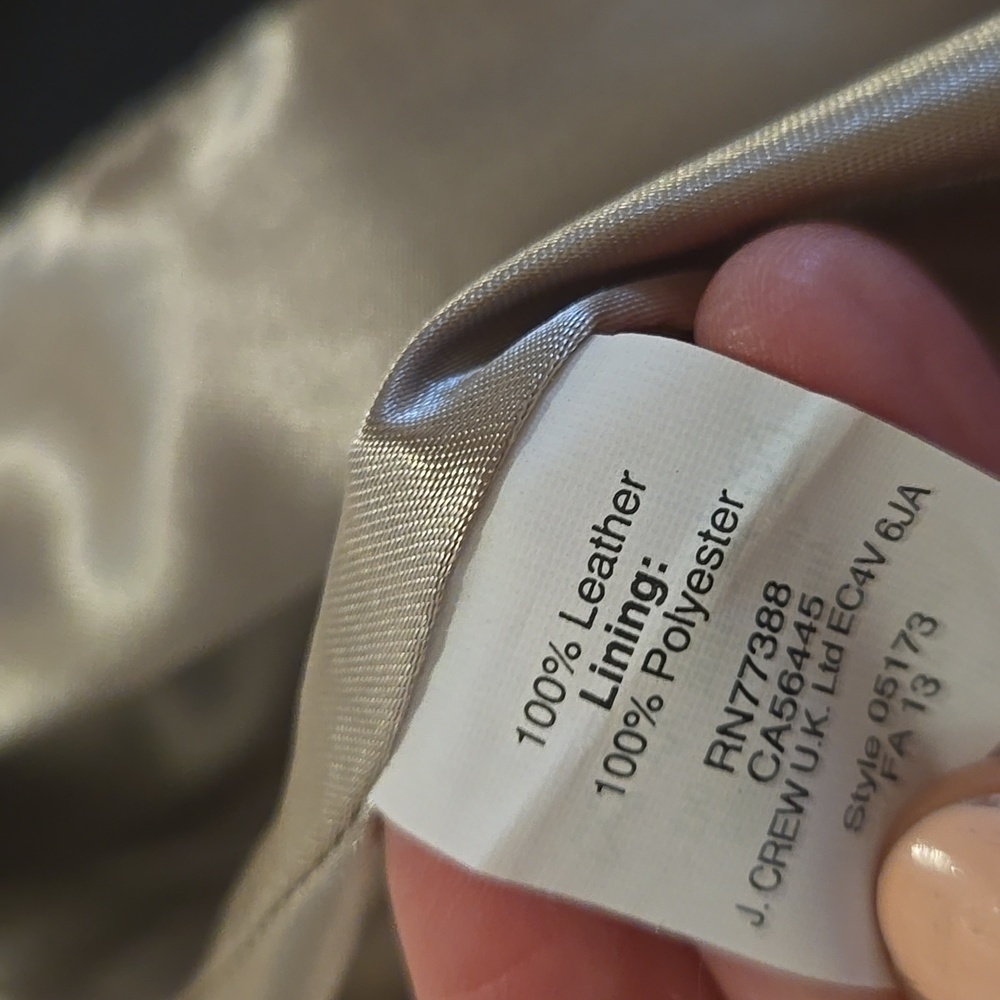 100% Leather
Lining:
100% Polyester
RN77388
CA56445
J. CREW U.K. Ltd EC4V 6JA
Style 05173
FA 13